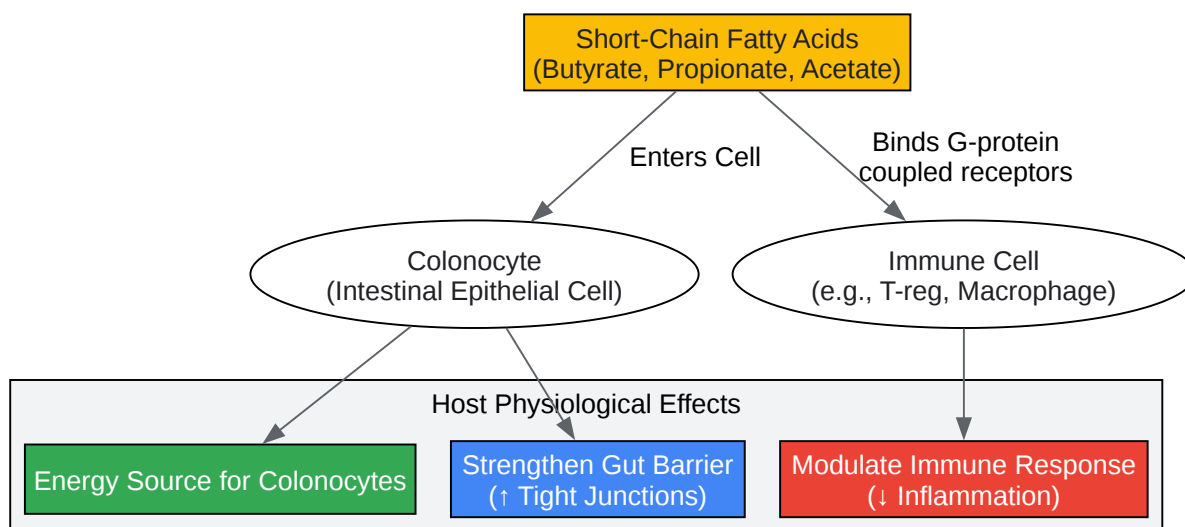 Short-Chain Fatty Acids
(Butyrate, Propionate, Acetate)
Enters Cell
Binds G-protein
coupled receptors
Colonocyte
(Intestinal Epithelial Cell)
Immune Cell
(e.g., T-reg, Macrophage)
Host Physiological Effects
Energy Source for Colonocytes
Strengthen Gut Barrier
(↑ Tight Junctions)
Modulate Immune Response
(↓ Inflammation)